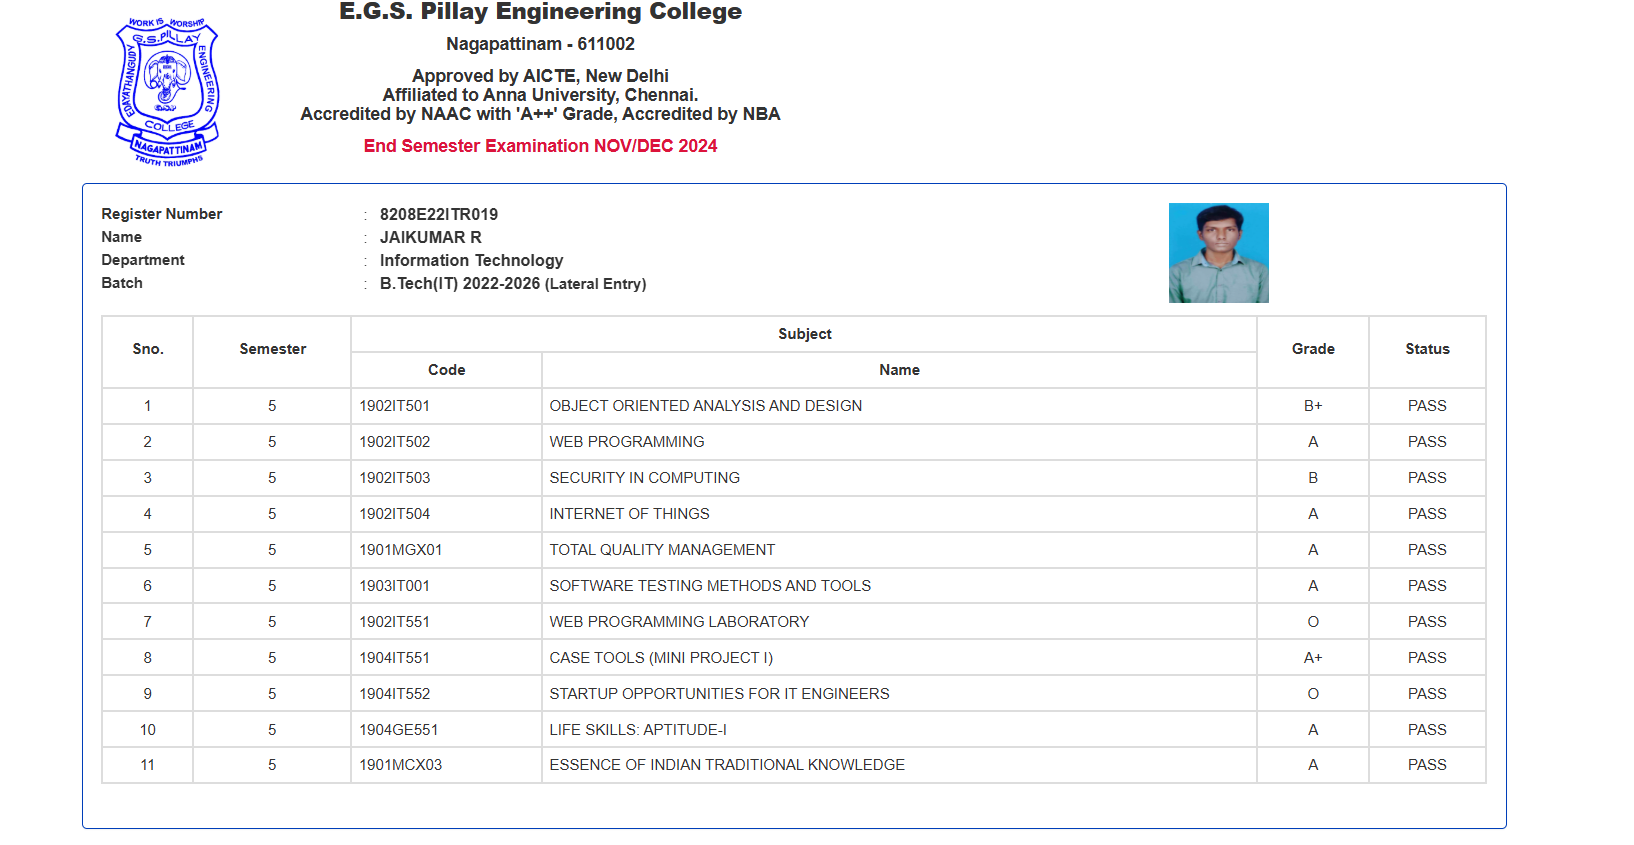 WORK IS WORSHIP
G.S.PILLAY
EDAYATHANGUDY
ENGINEERING
COLLEGE
NAGAPATTINAM
TRUTH TRIUMPHS
E.G.S. Pillay Engineering College
Nagapattinam - 611002
Approved by AICTE, New Delhi
Affiliated to Anna University, Chennai.
Accredited by NAAC with 'A++' Grade, Accredited by NBA
End Semester Examination NOV/DEC 2024
Register Number : 8208E22ITR019
Name : JAIKUMAR R
Department : Information Technology
Batch : B.Tech(IT) 2022-2026 (Lateral Entry)
Sno. Semester Subject Grade Status
Code Name
1 5 1902IT501 OBJECT ORIENTED ANALYSIS AND DESIGN B+ PASS
2 5 1902IT502 WEB PROGRAMMING A PASS
3 5 1902IT503 SECURITY IN COMPUTING B PASS
4 5 1902IT504 INTERNET OF THINGS A PASS
5 5 1901MGX01 TOTAL QUALITY MANAGEMENT A PASS
6 5 1903IT001 SOFTWARE TESTING METHODS AND TOOLS A PASS
7 5 1902IT551 WEB PROGRAMMING LABORATORY O PASS
8 5 1904IT551 CASE TOOLS (MINI PROJECT I) A+ PASS
9 5 1904IT552 STARTUP OPPORTUNITIES FOR IT ENGINEERS O PASS
10 5 1904GE551 LIFE SKILLS: APTITUDE-I A PASS
11 5 1901MCX03 ESSENCE OF INDIAN TRADITIONAL KNOWLEDGE A PASS